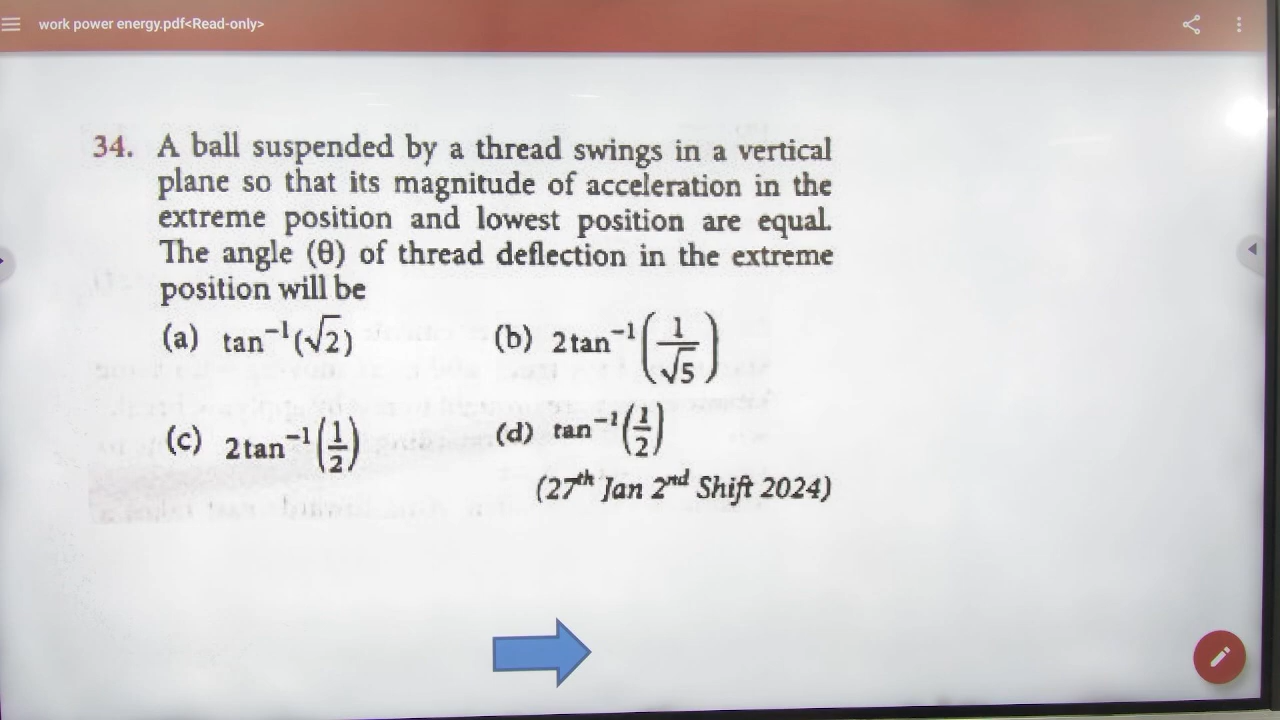 work power energy.pdf<Read-only>
34. A ball suspended by a thread swings in a vertical
plane so that its magnitude of acceleration in the
extreme position and lowest position are equal.
The angle (θ) of thread deflection in the extreme
position will be
(a) tan⁻¹(√2) (b) 2tan⁻¹(1/√5)
(c) 2tan⁻¹(1/2) (d) tan⁻¹(1/2)
(27th Jan 2nd Shift 2024)